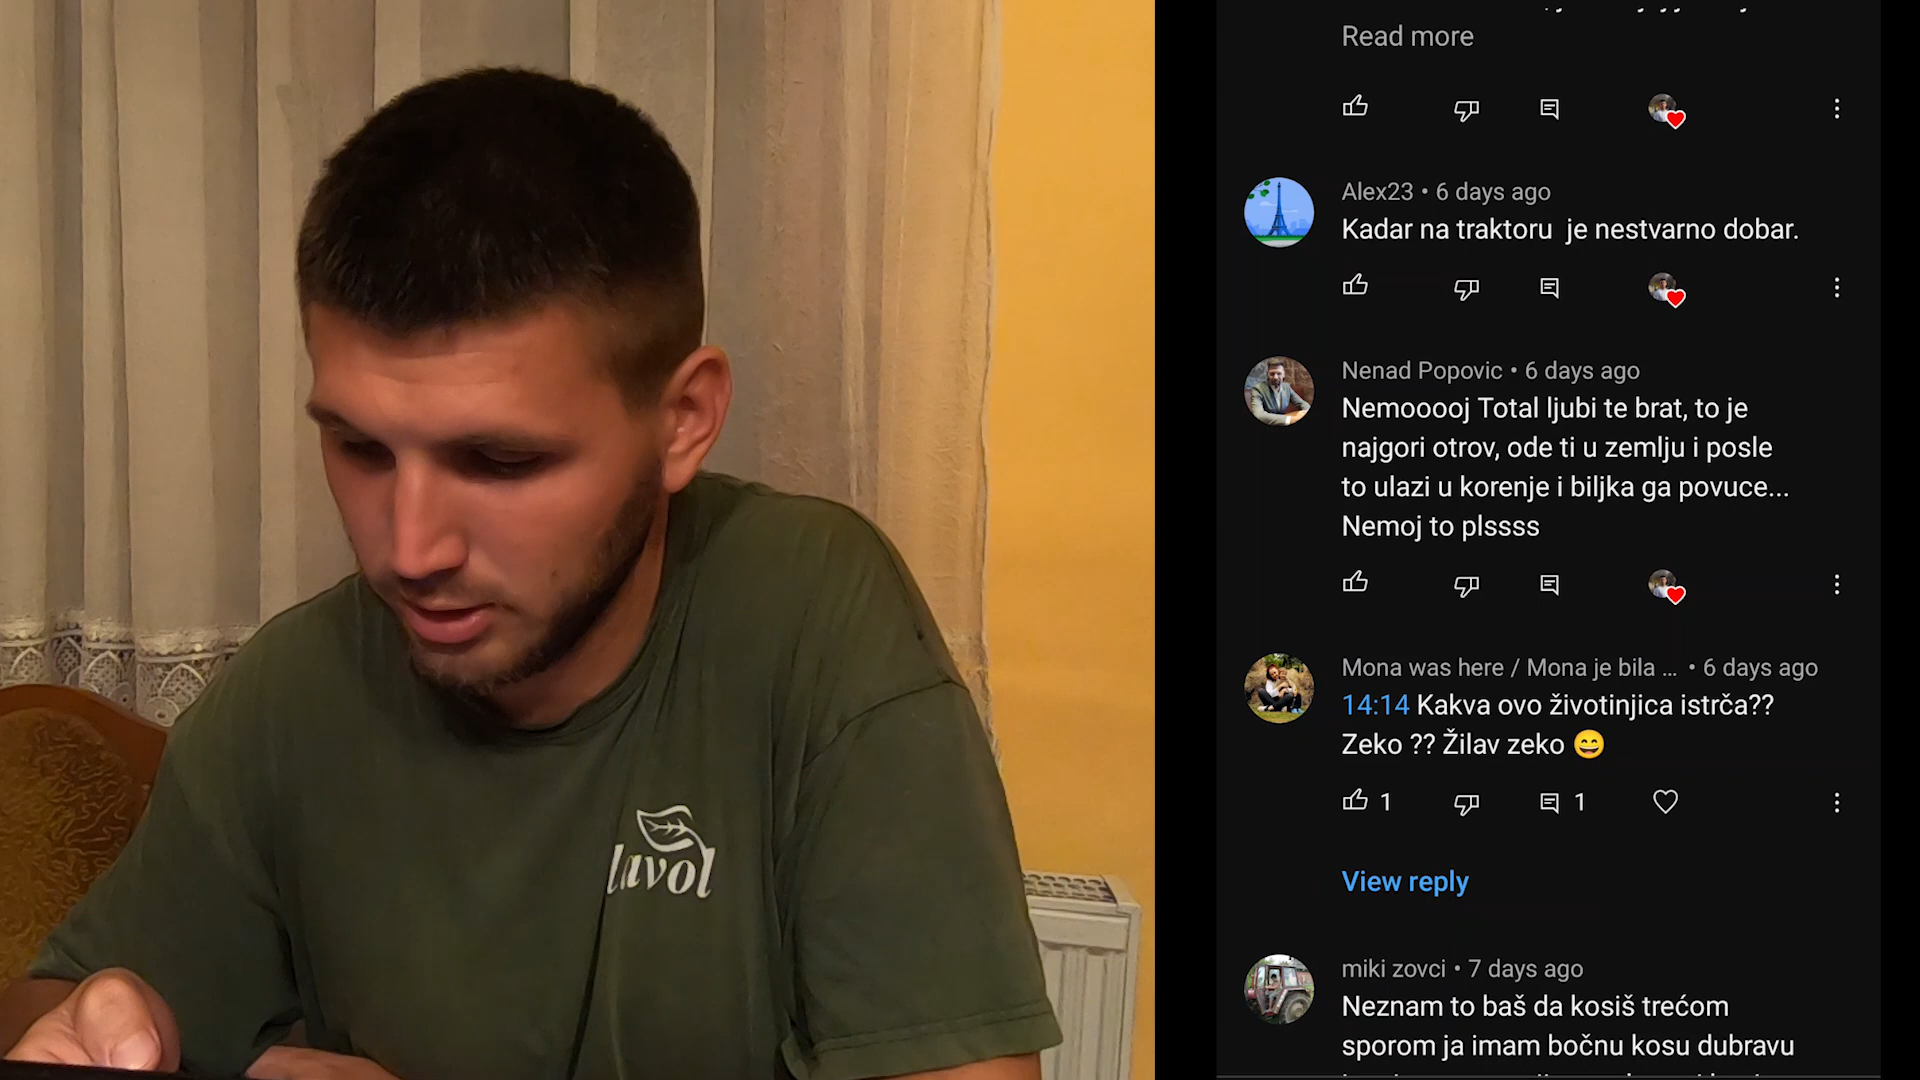 Read more
Alex23 • 6 days ago
Kadar na traktoru je nestvarno dobar.
Nenad Popovic • 6 days ago
Nemooooj Total ljubi te brat, to je
najgori otrov, ode ti u zemlju i posle
to ulazi u korenje i biljka ga povuce...
Nemoj to plssss
Mona was here / Mona je bila ... • 6 days ago
14:14 Kakva ovo životinjica istrča??
Zeko ?? Žilav zeko 😄
1
1
View reply
miki zovci • 7 days ago
Neznam to baš da kosiš trećom
sporom ja imam bočnu kosu dubravu
lavol